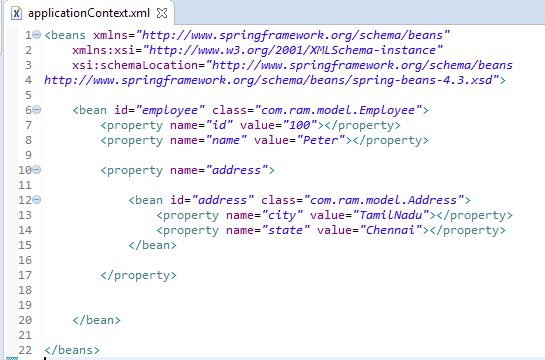 applicationContext.xml
1 <beans xmlns="http://www.springframework.org/schema/beans"
2 xmlns:xsi="http://www.w3.org/2001/XMLSchema-instance"
3 xsi:schemaLocation="http://www.springframework.org/schema/beans
4 http://www.springframework.org/schema/beans/spring-beans-4.3.xsd">
5
6 <bean id="employee" class="com.ram.model.Employee">
7 <property name="id" value="100"></property>
8 <property name="name" value="Peter"></property>
9
10 <property name="address">
11
12 <bean id="address" class="com.ram.model.Address">
13 <property name="city" value="TamilNadu"></property>
14 <property name="state" value="Chennai"></property>
15 </bean>
16
17 </property>
18
19
20 </bean>
21
22 </beans>